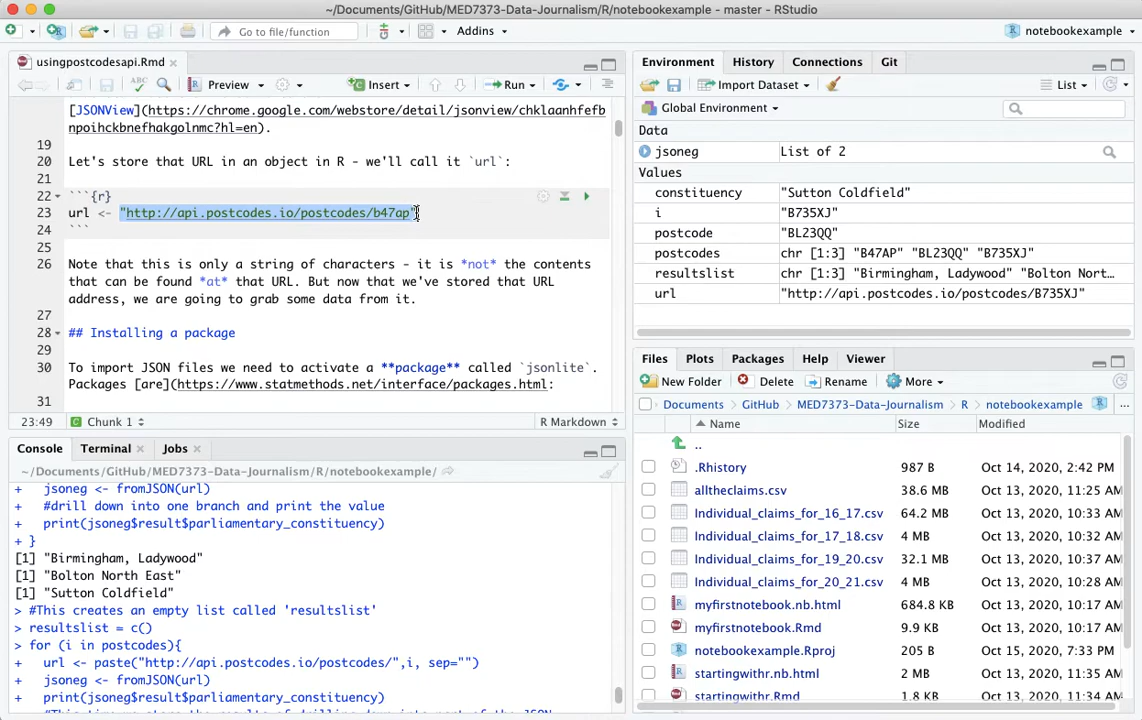 ~/Documents/GitHub/MED7373-Data-Journalism/R/notebookexample - master - RStudio
Go to file/function
Addins
notebookexample
usingpostcodesapi.Rmd
Preview
Insert
Run
[JSONView](https://chrome.google.com/webstore/detail/jsonview/chklaanhfefb
npoihckbnefhakgolnmc?hl=en).
19
20 Let's store that URL in an object in R - we'll call it `url`:
21
22 ```{r}
23 url <- "http://api.postcodes.io/postcodes/b47ap"
24 ```
25
26 Note that this is only a string of characters - it is *not* the contents
that can be found *at* that URL. But now that we've stored that URL
address, we are going to grab some data from it.
27
28 ## Installing a package
29
30 To import JSON files we need to activate a **package** called `jsonlite`.
Packages [are](https://www.statmethods.net/interface/packages.html:
31
23:49 Chunk 1 R Markdown
Console Terminal Jobs
~/Documents/GitHub/MED7373-Data-Journalism/R/notebookexample/
+ jsoneg <- fromJSON(url)
+ #drill down into one branch and print the value
+ print(jsoneg$result$parliamentary_constituency)
+ }
[1] "Birmingham, Ladywood"
[1] "Bolton North East"
[1] "Sutton Coldfield"
> #This creates an empty list called 'resultslist'
> resultslist = c()
> for (i in postcodes){
+ url <- paste("http://api.postcodes.io/postcodes/",i, sep="")
+ jsoneg <- fromJSON(url)
+ print(jsoneg$result$parliamentary_constituency)
Environment History Connections Git
Import Dataset List
Global Environment
Data
jsoneg List of 2
Values
constituency "Sutton Coldfield"
i "B735XJ"
postcode "BL23QQ"
postcodes chr [1:3] "B47AP" "BL23QQ" "B735XJ"
resultslist chr [1:3] "Birmingham, Ladywood" "Bolton Nort…
url "http://api.postcodes.io/postcodes/B735XJ"
Files Plots Packages Help Viewer
New Folder Delete Rename More
Documents GitHub MED7373-Data-Journalism R notebookexample ...
Name Size Modified
..
.Rhistory 987 B Oct 14, 2020, 2:42 PM
alltheclaims.csv 38.6 MB Oct 13, 2020, 11:25 AM
Individual_claims_for_16_17.csv 64.2 MB Oct 13, 2020, 10:33 AM
Individual_claims_for_17_18.csv 4 MB Oct 13, 2020, 10:32 AM
Individual_claims_for_19_20.csv 32.1 MB Oct 13, 2020, 10:37 AM
Individual_claims_for_20_21.csv 4 MB Oct 13, 2020, 10:28 AM
myfirstnotebook.nb.html 684.8 KB Oct 13, 2020, 10:17 AM
myfirstnotebook.Rmd 9.9 KB Oct 13, 2020, 10:17 AM
notebookexample.Rproj 205 B Oct 15, 2020, 7:33 PM
startingwithr.nb.html 2 MB Oct 13, 2020, 11:34 AM
startingwithr.Rmd 1.8 KB Oct 13, 2020, 11:35 AM